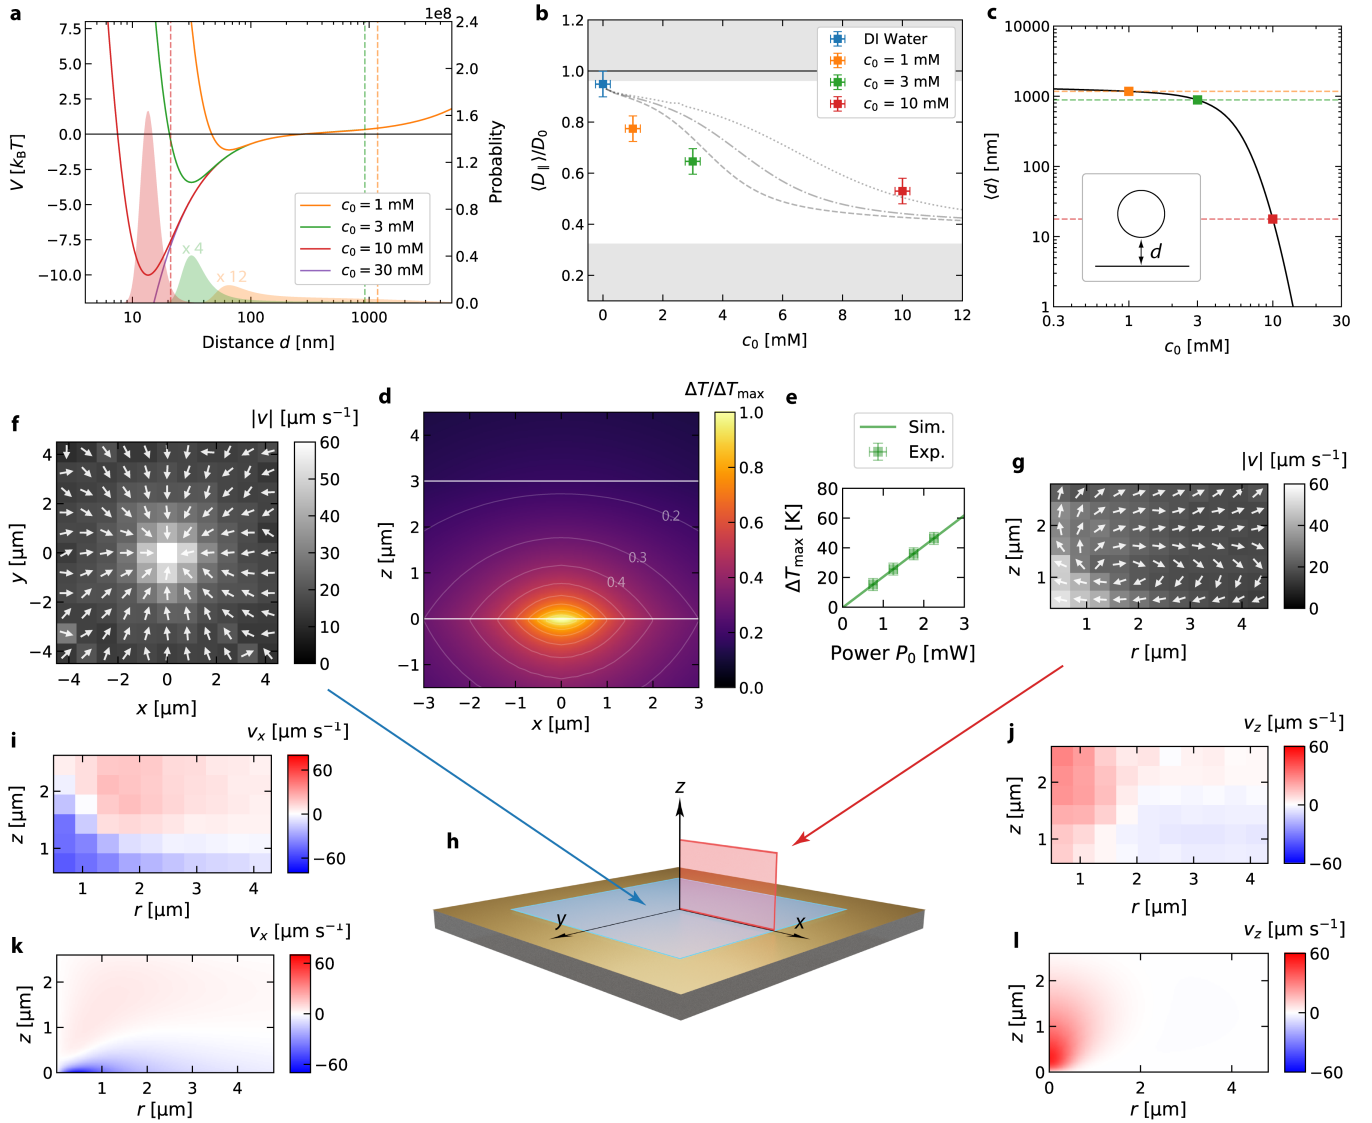 a
1e8
7.5
5.0
2.5
0.0
−2.5
−5.0
−7.5
−10.0
V [kBT]
2.4
2.0
1.6
1.2
0.8
0.4
0.0
Probablity
x 4
x 12
c0 = 1 mM
c0 = 3 mM
c0 = 10 mM
c0 = 30 mM
10
100
1000
Distance d [nm]
b
1.2
1.0
0.8
0.6
0.4
0.2
⟨D∥⟩/D0
DI Water
c0 = 1 mM
c0 = 3 mM
c0 = 10 mM
0
2
4
6
8
10
12
c0 [mM]
c
10000
1000
100
10
1
⟨d⟩ [nm]
d
0.3
1
3
10
30
c0 [mM]
f
|v| [μm s−1]
4
2
0
−2
−4
y [μm]
−4
−2
0
2
4
x [μm]
60
50
40
30
20
10
0
d
ΔT/ΔTmax
4
3
2
1
0
−1
z [μm]
0.2
0.3
0.4
−3
−2
−1
0
1
2
3
x [μm]
1.0
0.8
0.6
0.4
0.2
0.0
e
Sim.
Exp.
80
60
40
20
0
ΔTmax [K]
0
1
2
3
Power P0 [mW]
g
|v| [μm s−1]
2
1
z [μm]
1
2
3
4
r [μm]
60
40
20
0
i
vx [μm s−1]
2
1
z [μm]
1
2
3
4
r [μm]
60
0
−60
j
vz [μm s−1]
2
1
z [μm]
1
2
3
4
r [μm]
60
0
−60
h
z
y
x
k
vx [μm s−1]
2
1
0
z [μm]
1
2
3
4
r [μm]
60
0
−60
l
vz [μm s−1]
2
1
0
z [μm]
0
2
4
r [μm]
60
0
−60